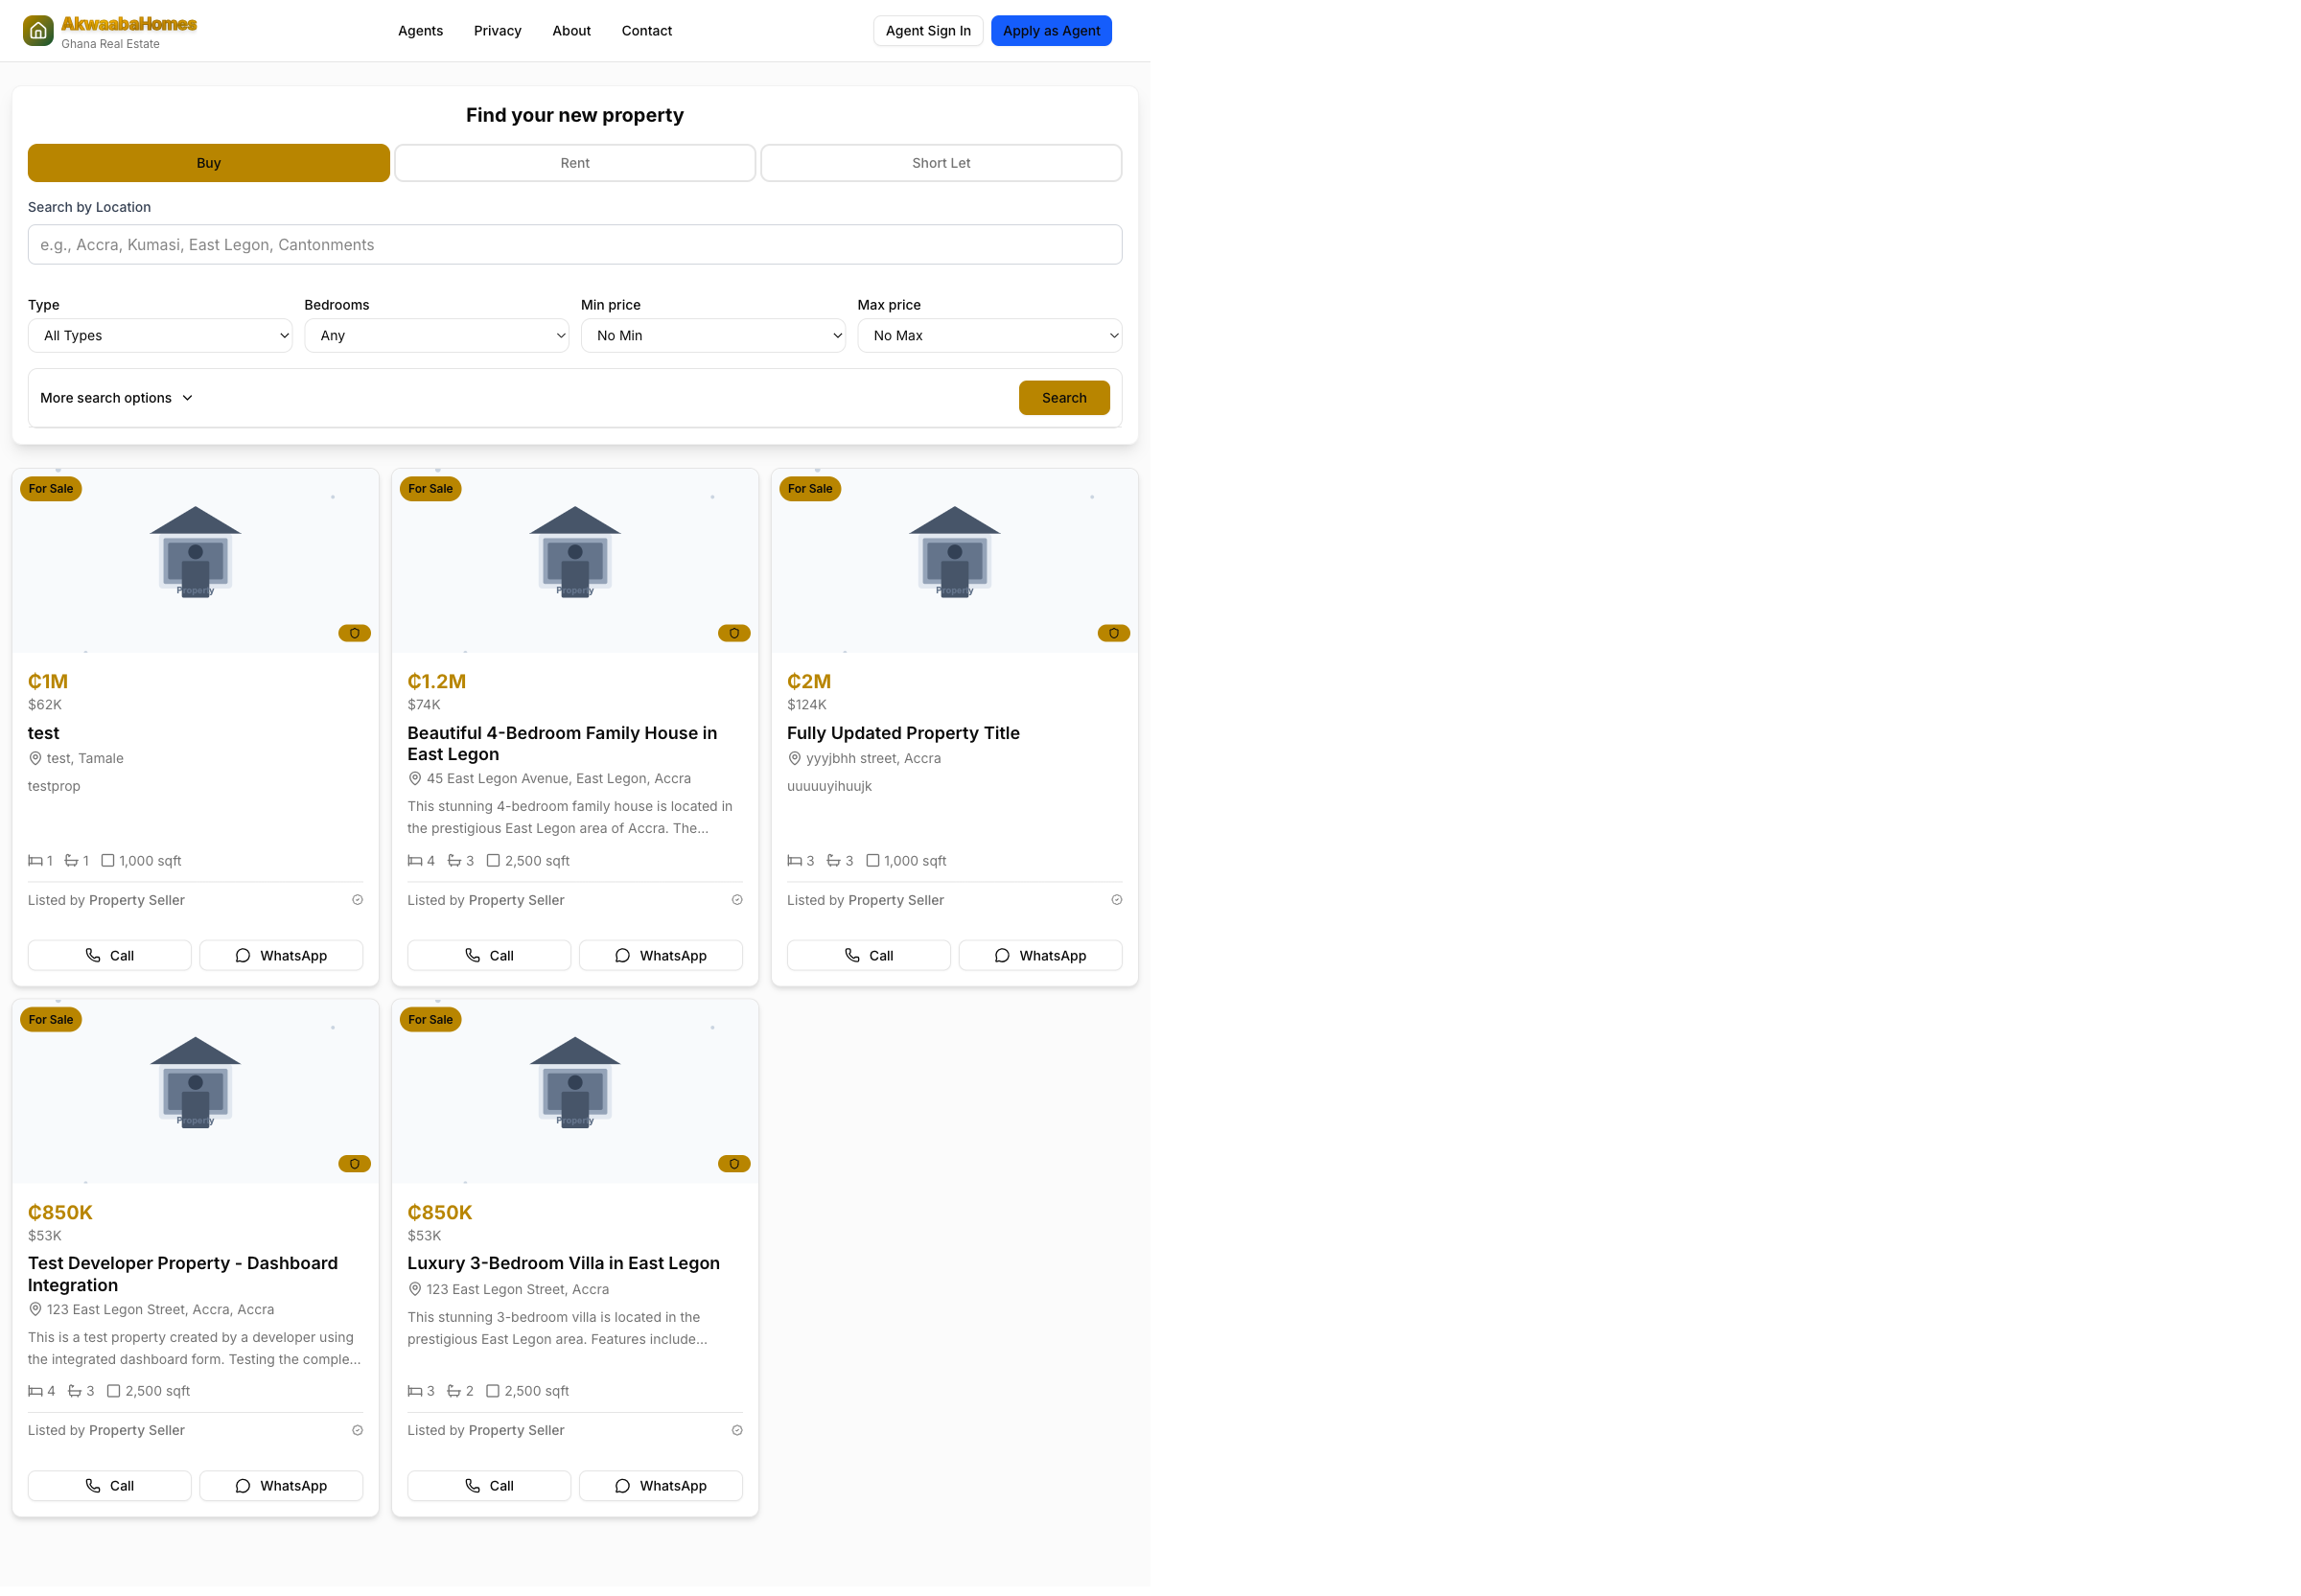 AkwaabaHomes
Ghana Real Estate
Agents
Privacy
About
Contact
Agent Sign In
Apply as Agent
Find your new property
Buy
Rent
Short Let
Search by Location
e.g., Accra, Kumasi, East Legon, Cantonments
Type
Bedrooms
Min price
Max price
All Types
Any
No Min
No Max
More search options
Search
For Sale
Property
₵1M
$62K
test
test, Tamale
testprop
1 1 1,000 sqft
Listed by Property Seller
Call
WhatsApp
For Sale
Property
₵1.2M
$74K
Beautiful 4-Bedroom Family House in
East Legon
45 East Legon Avenue, East Legon, Accra
This stunning 4-bedroom family house is located in
the prestigious East Legon area of Accra. The...
4 3 2,500 sqft
Listed by Property Seller
Call
WhatsApp
For Sale
Property
₵2M
$124K
Fully Updated Property Title
yyyjbhh street, Accra
uuuuuyihuujk
3 3 1,000 sqft
Listed by Property Seller
Call
WhatsApp
For Sale
Property
₵850K
$53K
Test Developer Property - Dashboard
Integration
123 East Legon Street, Accra, Accra
This is a test property created by a developer using
the integrated dashboard form. Testing the comple...
4 3 2,500 sqft
Listed by Property Seller
Call
WhatsApp
For Sale
Property
₵850K
$53K
Luxury 3-Bedroom Villa in East Legon
123 East Legon Street, Accra
This stunning 3-bedroom villa is located in the
prestigious East Legon area. Features include...
3 2 2,500 sqft
Listed by Property Seller
Call
WhatsApp